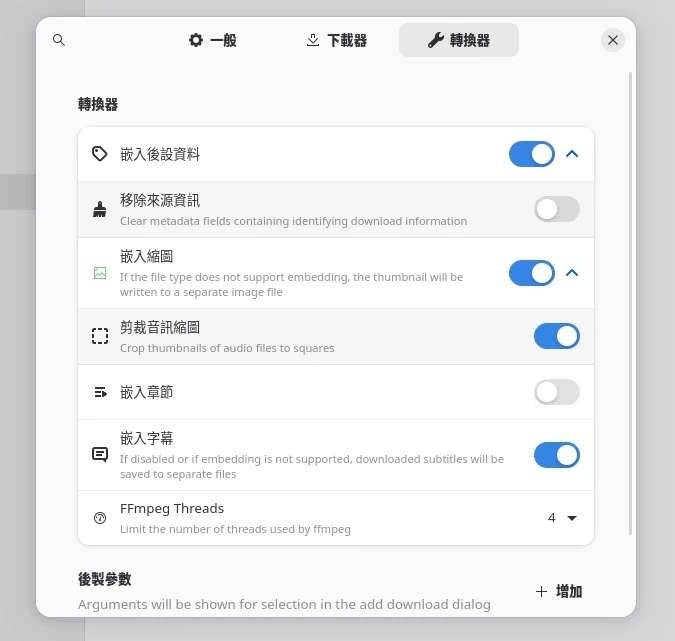 一般
下載器
轉換器
轉換器
嵌入後設資料
移除來源資訊
Clear metadata fields containing identifying download information
嵌入縮圖
If the file type does not support embedding, the thumbnail will be
written to a separate image file
剪裁音訊縮圖
Crop thumbnails of audio files to squares
嵌入章節
嵌入字幕
If disabled or if embedding is not supported, downloaded subtitles will be
saved to separate files
FFmpeg Threads
Limit the number of threads used by ffmpeg
4
後製參數
Arguments will be shown for selection in the add download dialog
增加